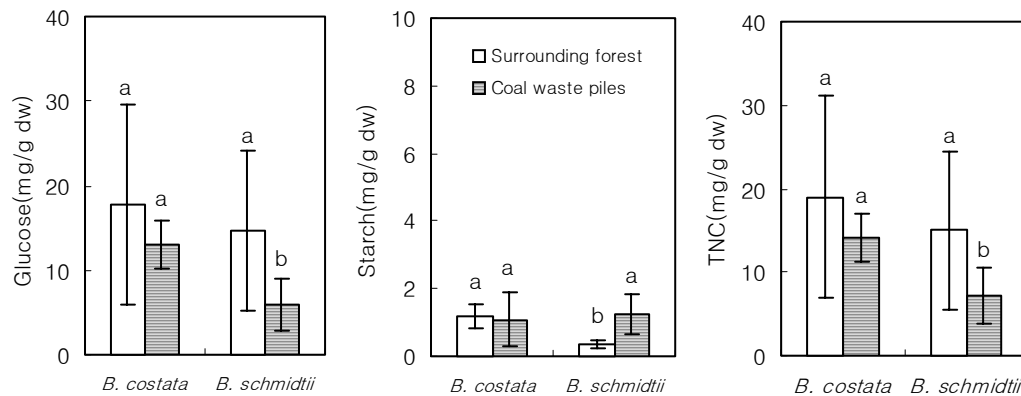 Glucose(mg/g dw)
40
30
20
10
0
a
a
a
b
B. costata
B. schmidtii
Starch(mg/g dw)
10
8
6
4
2
0
Surrounding forest
Coal waste piles
a
a
b
a
B. costata
B. schmidtii
TNC(mg/g dw)
40
30
20
10
0
a
a
a
b
B. costata
B. schmidtii